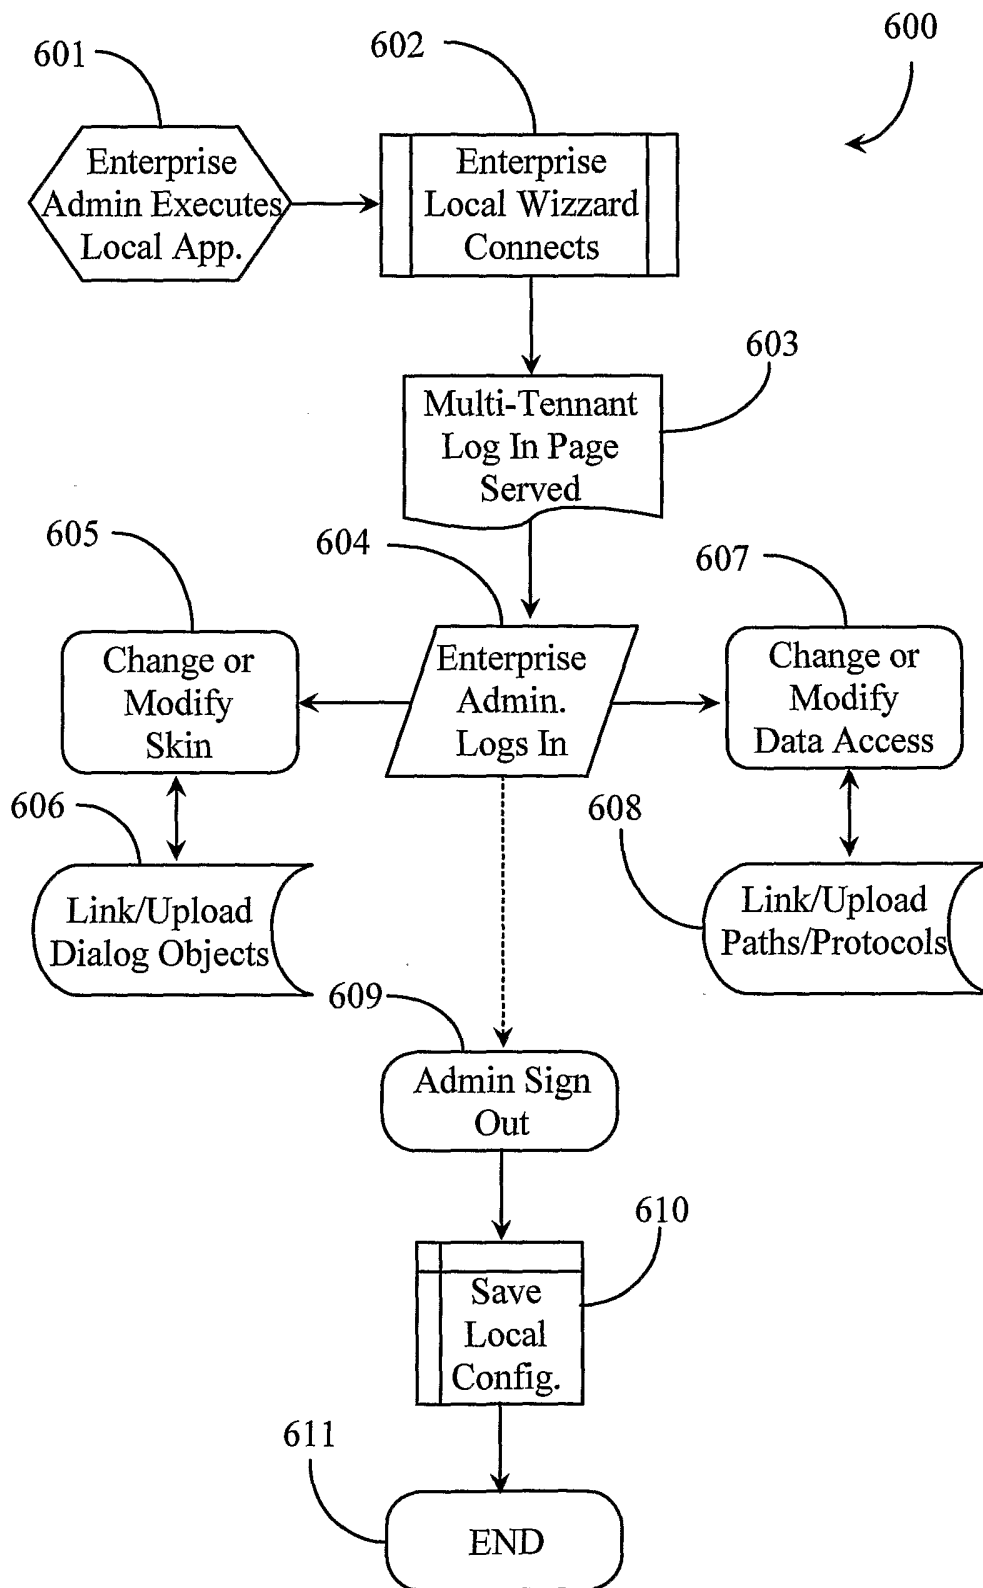 600
601
602
Enterprise
Admin Executes
Local App.
Enterprise
Local Wizzard
Connects
603
Multi-Tennant
Log In Page
Served
604
605
607
Enterprise
Admin.
Logs In
Change or
Modify
Skin
Change or
Modify
Data Access
606
608
Link/Upload
Dialog Objects
Link/Upload
Paths/Protocols
609
Admin Sign
Out
610
Save
Local
Config.
611
END